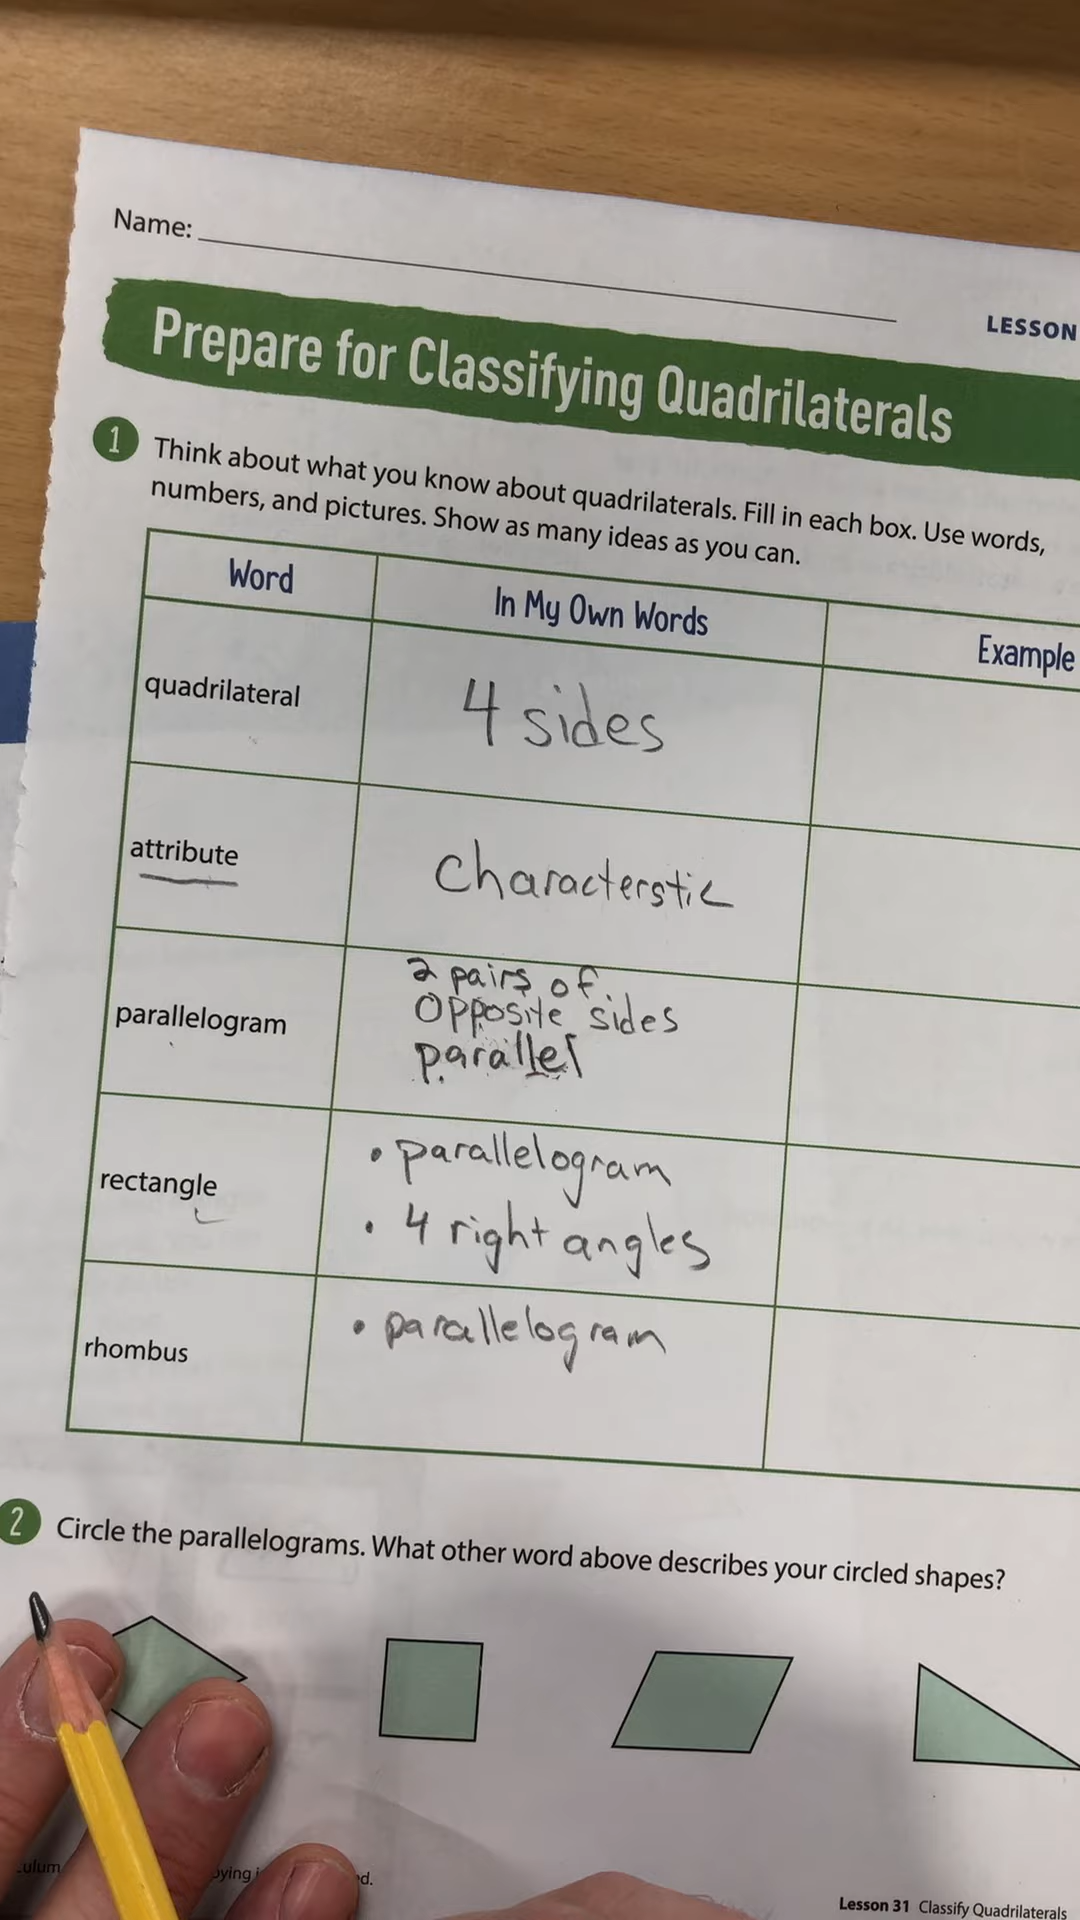 Name:
LESSON
Prepare for Classifying Quadrilaterals
1 Think about what you know about quadrilaterals. Fill in each box. Use words,
numbers, and pictures. Show as many ideas as you can.
Word
In My Own Words
Example
quadrilateral
4 sides
attribute
characterstic
parallelogram
2 pairs of
opposite sides
parallel
rectangle
• parallelogram
• 4 right angles
rhombus
• parallelogram
2 Circle the parallelograms. What other word above describes your circled shapes?
Lesson 31 Classify Quadrilaterals